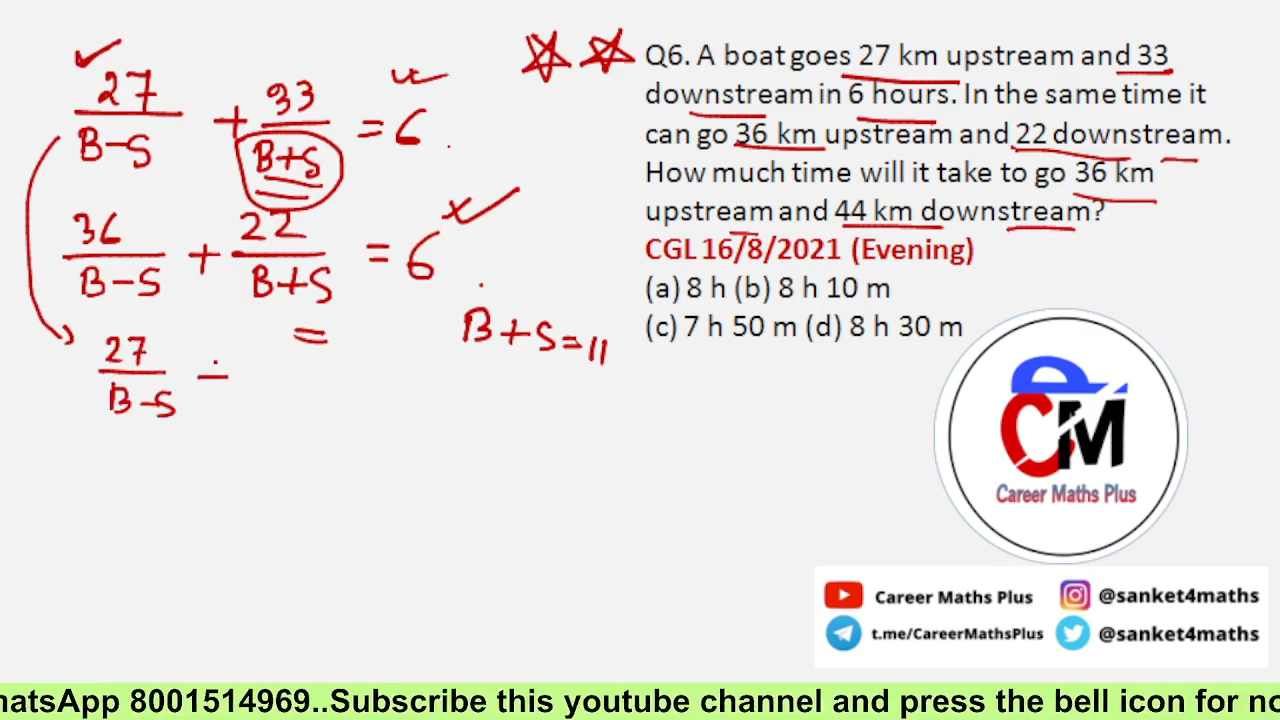 27/(B-S) + 33/(B+S) = 6
36/(B-S) + 22/(B+S) = 6
=
B+S=11
27/(B-S) +
Q6. A boat goes 27 km upstream and 33
downstream in 6 hours. In the same time it
can go 36 km upstream and 22 downstream.
How much time will it take to go 36 km
upstream and 44 km downstream?
CGL 16/8/2021 (Evening)
(a) 8 h (b) 8 h 10 m
(c) 7 h 50 m (d) 8 h 30 m
CM
Career Maths Plus
Career Maths Plus
@sanket4maths
t.me/CareerMathsPlus
@sanket4maths
hatsApp 8001514969..Subscribe this youtube channel and press the bell icon for no